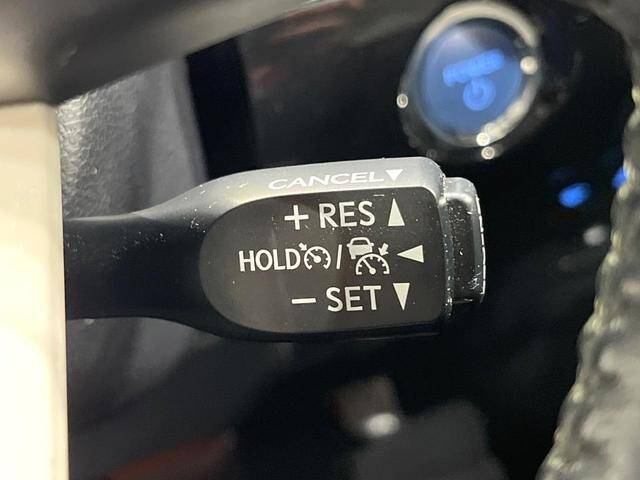 POWER
CANCEL▼
+ RES ▲
HOLD / ◀
− SET ▼